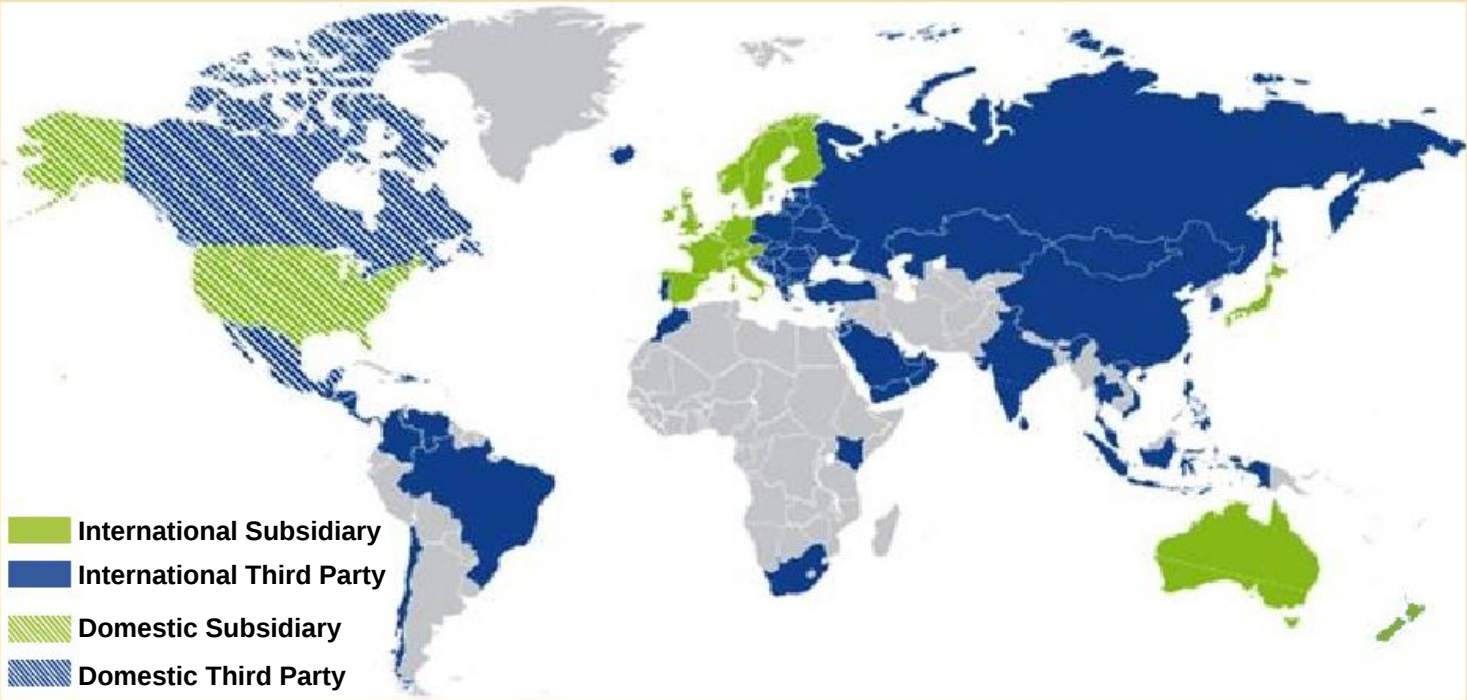 International Subsidiary
International Third Party
Domestic Subsidiary
Domestic Third Party